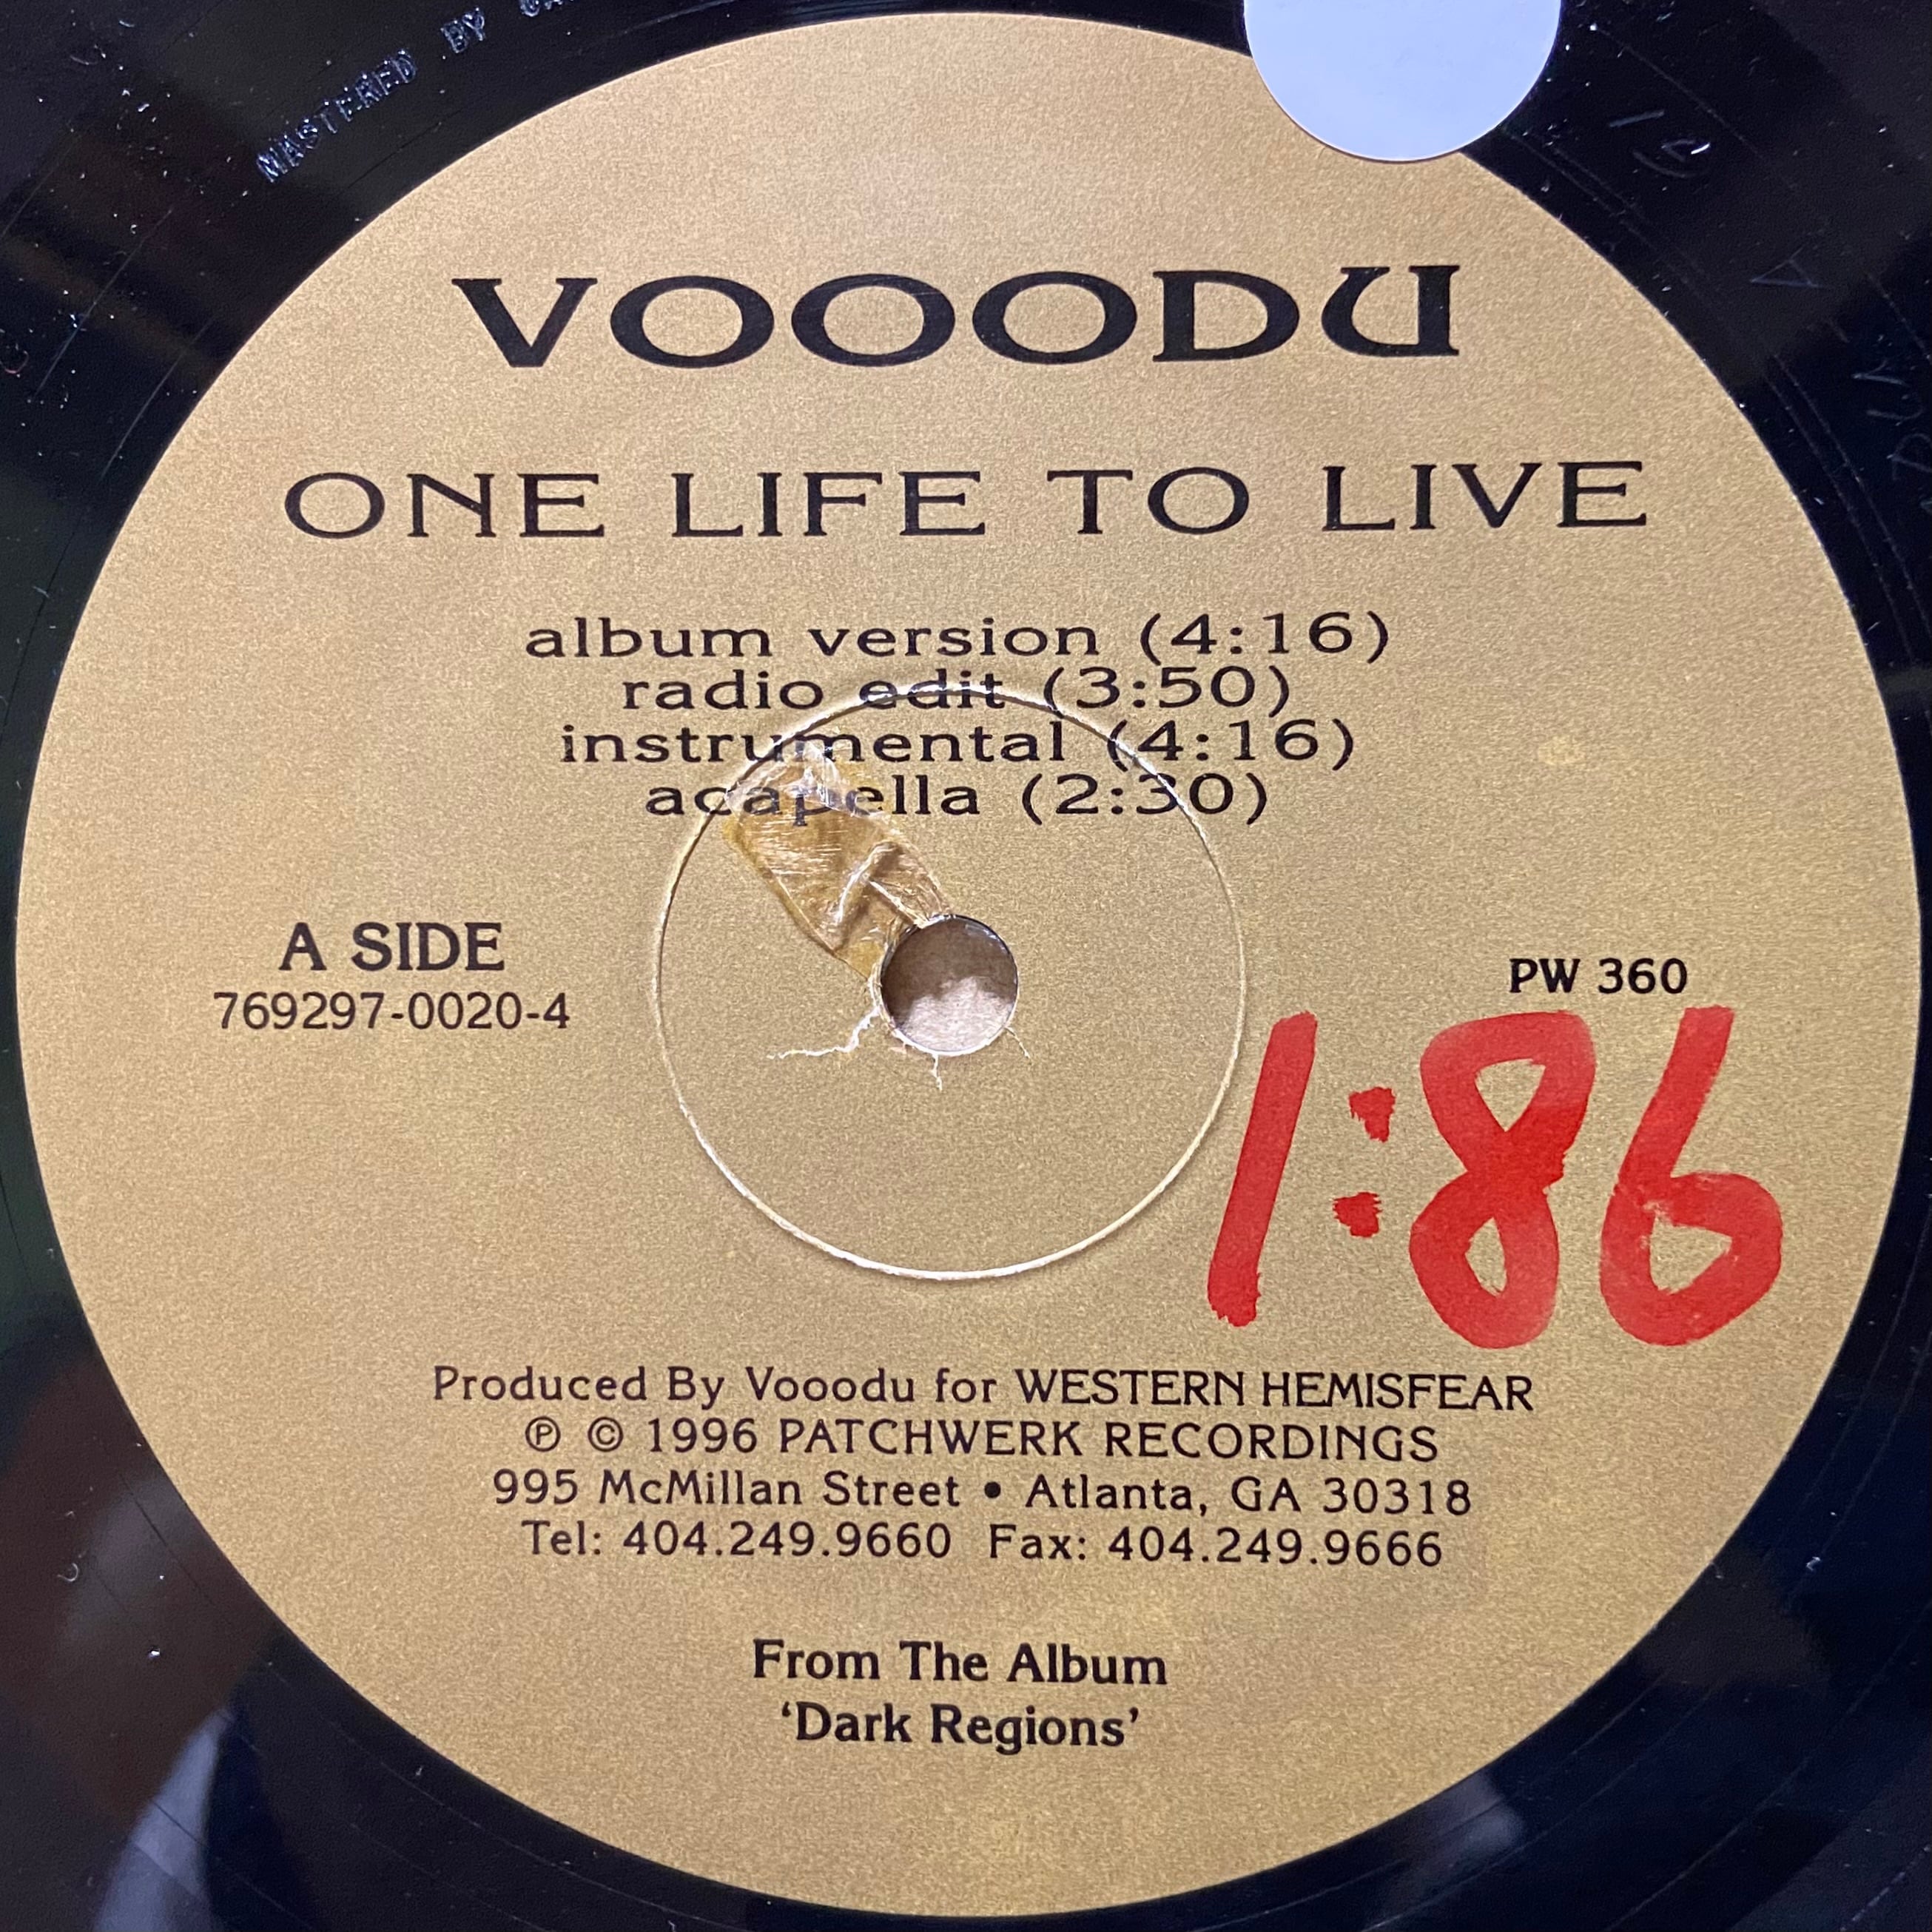 MASTERED BY
VOOODU
ONE LIFE TO LIVE
album version (4:16)
radio edit (3:50)
instrumental (4:16)
acapella (2:30)
A SIDE
769297-0020-4
PW 360
1:86
Produced By Vooodu for WESTERN HEMISFEAR
℗ © 1996 PATCHWERK RECORDINGS
995 McMillan Street • Atlanta, GA 30318
Tel: 404.249.9660 Fax: 404.249.9666
From The Album
‘Dark Regions’